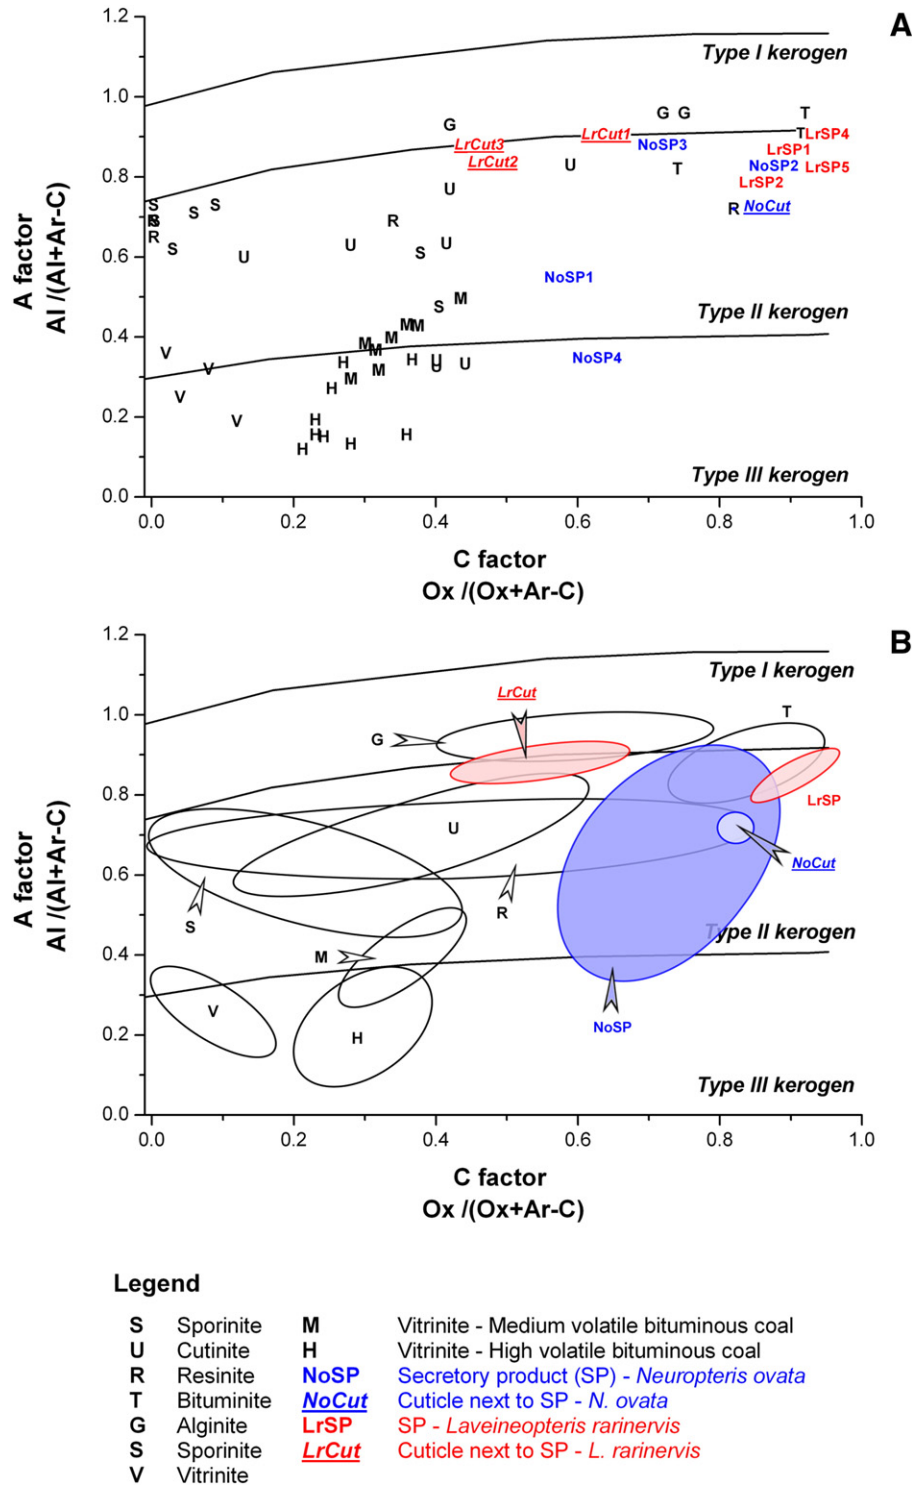 A
1.2
1.0
0.8
0.6
0.4
0.2
0.0
A factor
Al /(Al+Ar-C)
Type I kerogen
G G T
G
LrCut3 LrCut1 NoSP3 T LrSP4
LrCut2 U T LrSP1
NoSP2 LrSP5
LrSP2
U
S S S
R S R R NoCut
R S U U U S
NoSP1
S M
Type II kerogen
M M
M M
M
V H H U U NoSP4
V M M
V H
V H
H H H
H H
Type III kerogen
0.0 0.2 0.4 0.6 0.8 1.0
C factor
Ox /(Ox+Ar-C)
B
1.2
1.0
0.8
0.6
0.4
0.2
0.0
A factor
Al /(Al+Ar-C)
Type I kerogen
LrCut
G
T
LrSP
U
NoCut
S
R
M
Type II kerogen
V
H
NoSP
Type III kerogen
0.0 0.2 0.4 0.6 0.8 1.0
C factor
Ox /(Ox+Ar-C)
Legend
S Sporinite M Vitrinite - Medium volatile bituminous coal
U Cutinite H Vitrinite - High volatile bituminous coal
R Resinite NoSP Secretory product (SP) - Neuropteris ovata
T Bituminite NoCut Cuticle next to SP - N. ovata
G Alginite LrSP SP - Laveineopteris rarinervis
S Sporinite LrCut Cuticle next to SP - L. rarinervis
V Vitrinite